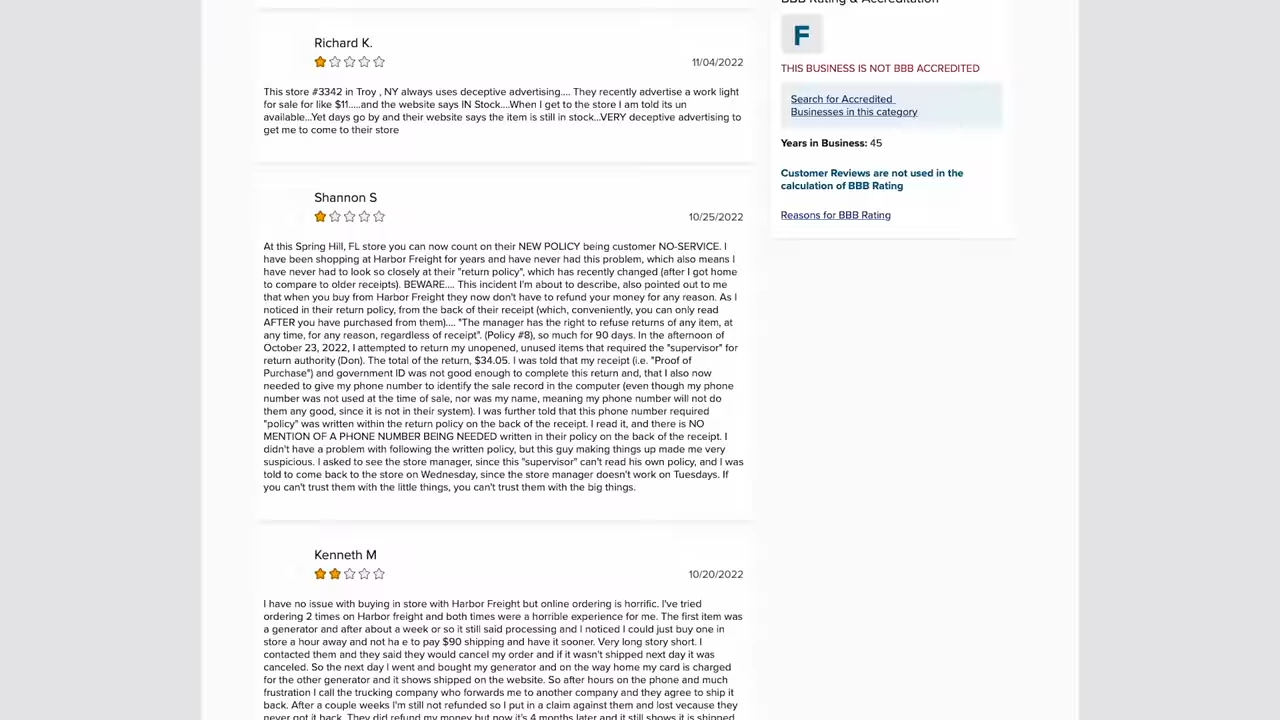 BBB Rating & Accreditation
F
THIS BUSINESS IS NOT BBB ACCREDITED
Search for Accredited
Businesses in this category
Years in Business: 45
Customer Reviews are not used in the
calculation of BBB Rating
Reasons for BBB Rating
Richard K.
11/04/2022
This store #3342 in Troy , NY always uses deceptive advertising.... They recently advertise a work light
for sale for like $11.....and the website says IN Stock....When I get to the store I am told its un
available...Yet days go by and their website says the item is still in stock...VERY deceptive advertising to
get me to come to their store
Shannon S
10/25/2022
At this Spring Hill, FL store you can now count on their NEW POLICY being customer NO-SERVICE. I
have been shopping at Harbor Freight for years and have never had this problem, which also means I
have never had to look so closely at their "return policy", which has recently changed (after I got home
to compare to older receipts). BEWARE.... This incident I'm about to describe, also pointed out to me
that when you buy from Harbor Freight they now don't have to refund your money for any reason. As I
noticed in their return policy, from the back of their receipt (which, conveniently, you can only read
AFTER you have purchased from them).... "The manager has the right to refuse returns of any item, at
any time, for any reason, regardless of receipt". (Policy #8), so much for 90 days. In the afternoon of
October 23, 2022, I attempted to return my unopened, unused items that required the "supervisor" for
return authority (Don). The total of the return, $34.05. I was told that my receipt (i.e. "Proof of
Purchase") and government ID was not good enough to complete this return and, that I also now
needed to give my phone number to identify the sale record in the computer (even though my phone
number was not used at the time of sale, nor was my name, meaning my phone number will not do
them any good, since it is not in their system). I was further told that this phone number required
"policy" was written within the return policy on the back of the receipt. I read it, and there is NO
MENTION OF A PHONE NUMBER BEING NEEDED written in their policy on the back of the receipt. I
didn't have a problem with following the written policy, but this guy making things up made me very
suspicious. I asked to see the store manager, since this "supervisor" can't read his own policy, and I was
told to come back to the store on Wednesday, since the store manager doesn't work on Tuesdays. If
you can't trust them with the little things, you can't trust them with the big things.
Kenneth M
10/20/2022
I have no issue with buying in store with Harbor Freight but online ordering is horrific. I've tried
ordering 2 times on Harbor freight and both times were a horrible experience for me. The first item was
a generator and after about a week or so it still said processing and I noticed I could just buy one in
store a hour away and not ha e to pay $90 shipping and have it sooner. Very long story short. I
contacted them and they said they would cancel my order and if it wasn't shipped next day it was
canceled. So the next day I went and bought my generator and on the way home my card is charged
for the other generator and it shows shipped on the website. So after hours on the phone and much
frustration I call the trucking company who forwards me to another company and they agree to ship it
back. After a couple weeks I'm still not refunded so I put in a claim against them and lost vecause they
never got it back. They did refund my money but now it's 4 months later and it still shows it is shipped